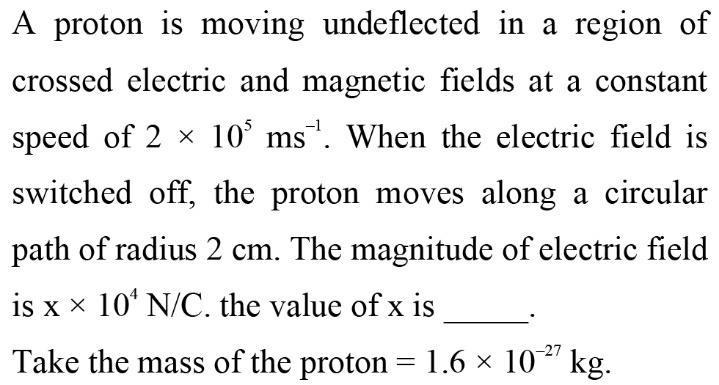 A proton is moving undeflected in a region of
crossed electric and magnetic fields at a constant
speed of 2 × 10⁵ ms⁻¹. When the electric field is
switched off, the proton moves along a circular
path of radius 2 cm. The magnitude of electric field
is x × 10⁴ N/C. the value of x is _____.
Take the mass of the proton = 1.6 × 10⁻²⁷ kg.